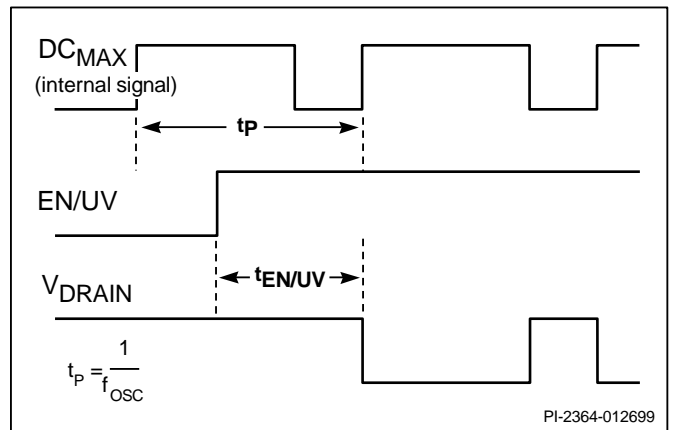 DCMAX
(internal signal)
tP
EN/UV
tEN/UV
VDRAIN
tP = 1
fOSC
PI-2364-012699